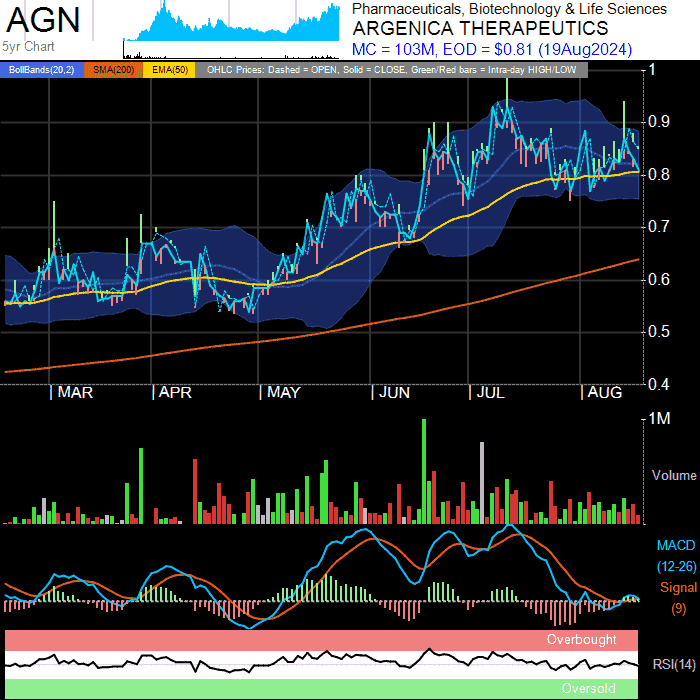 AGN
5yr Chart
Pharmaceuticals, Biotechnology & Life Sciences
ARGENICA THERAPEUTICS
MC = 103M, EOD = $0.81 (19Aug2024)
BollBands(20,2) SMA(200) EMA(50) OHLC Prices: Dashed = OPEN, Solid = CLOSE, Green/Red bars = Intra-day HIGH/LOW
1
0.9
0.8
0.7
0.6
0.5
0.4
MAR APR MAY JUN JUL AUG
1M
Volume
MACD
(12-26)
Signal
(9)
Overbought
RSI(14)
Oversold